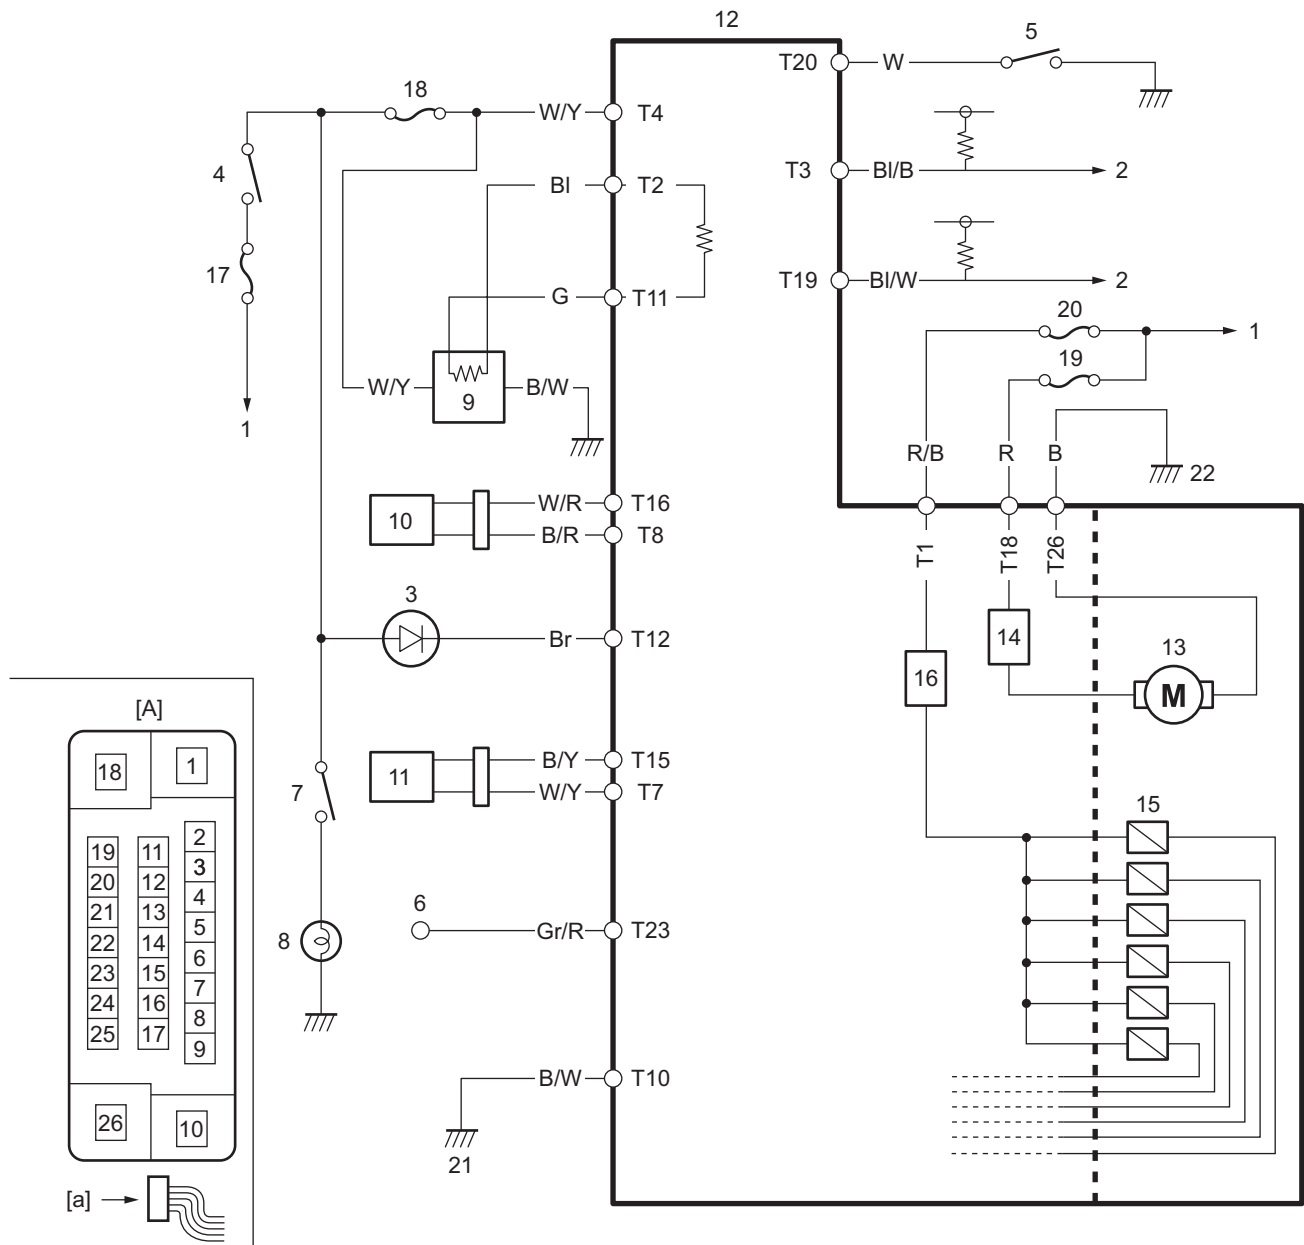 12
5
T20 W
18
W/Y T4
4
T3 Bl/B 2
Bl T2
17
T19 Bl/W 2
G T11
20
1
19
W/Y 9 B/W
1
R/B R B
22
10 W/R T16
B/R T8
T1 T18 T26
3
Br T12
14
13
16
M
[A]
18 1
11 B/Y T15
W/Y T7
7
15
2
19 11 3
20 12 4
21 13 5
22 14 6
23 15 7
24 16 8
25 17 9
6
Gr/R T23
8
B/W T10
26 10
21
[a]